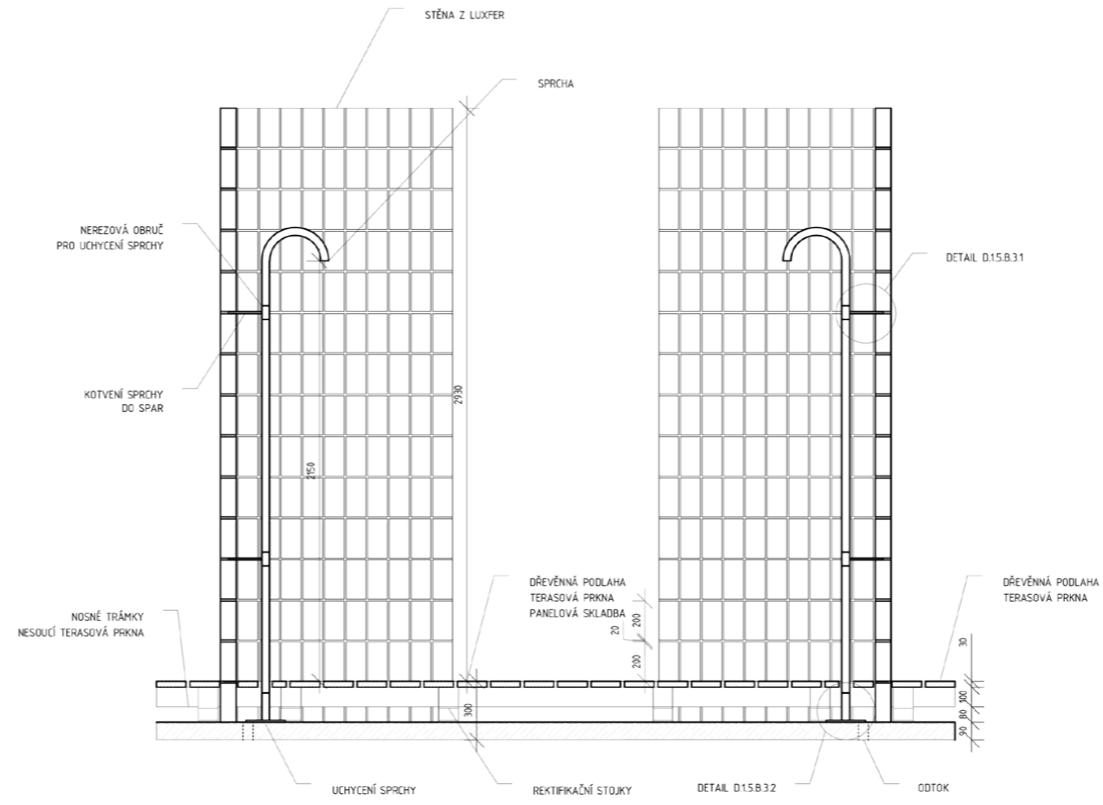 STĚNA Z LUXFER
SPRCHA
NEREZOVÁ OBRUČ
PRO UCHYCENÍ SPRCHY
DETAIL D.1.5.B.3.1
KOTVENÍ SPRCHY
DO SPAR
2930
2150
DŘEVĚNNÁ PODLAHA
TERASOVÁ PRKNA
PANELOVÁ SKLADBA
20
200
200
DŘEVĚNNÁ PODLAHA
TERASOVÁ PRKNA
NOSNÉ TRÁMKY
NESOUCÍ TERASOVÁ PRKNA
30
100
80
90
300
UCHYCENÍ SPRCHY
REKTIFIKAČNÍ STOJKY
DETAIL D.1.5.B.3.2
ODTOK